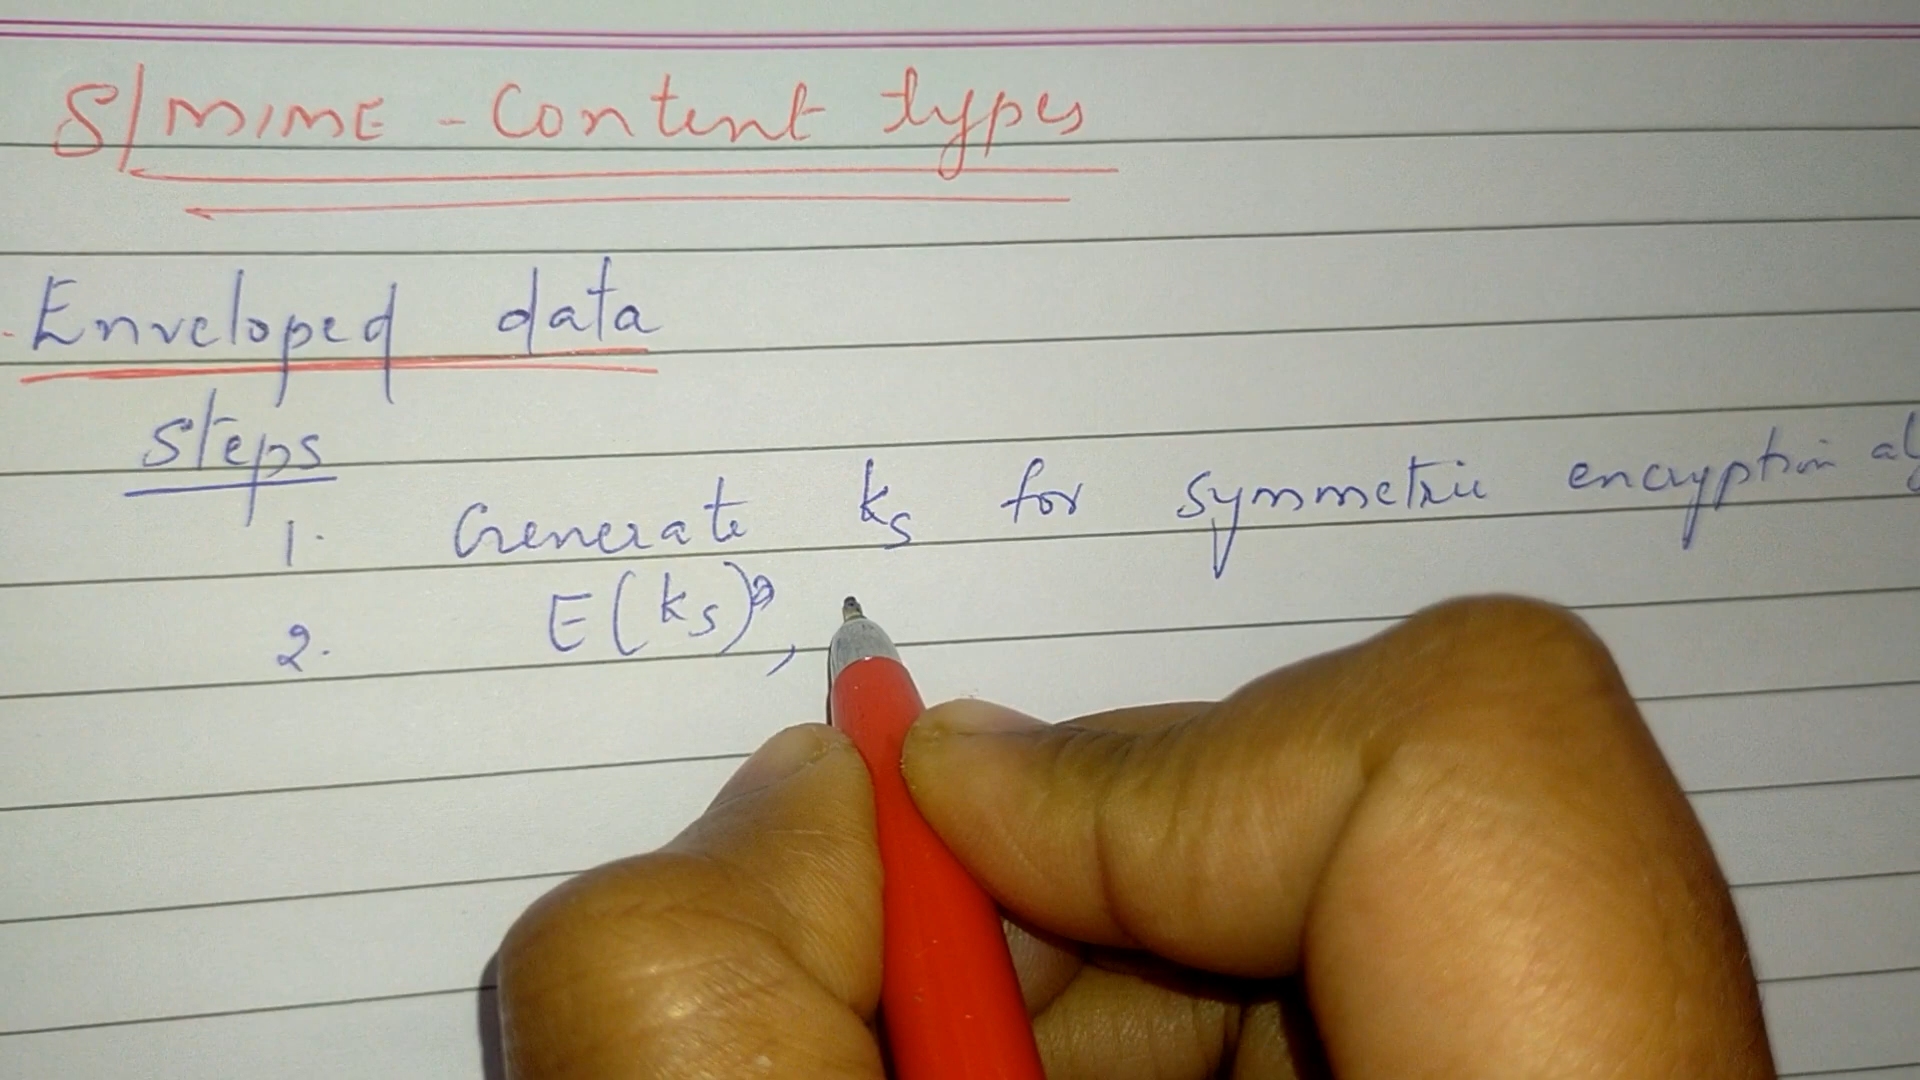 S/MIME - Content types
Enveloped data
Steps
1. Generate ks for symmetric encryption
2. E(ks),